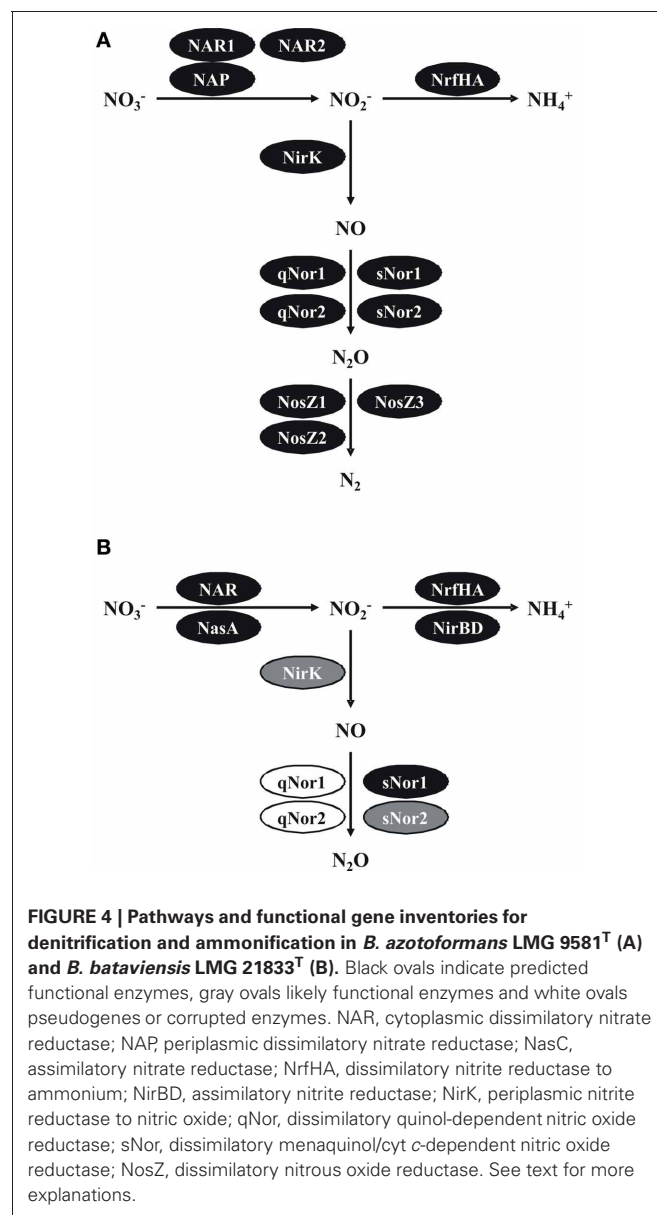 A
NAR1 NAR2
NAP NrfHA
NO₃⁻ NO₂⁻ NH₄⁺
NirK
NO
qNor1 sNor1
qNor2 sNor2
N₂O
NosZ1 NosZ3
NosZ2
N₂
B
NAR NrfHA
NO₃⁻ NO₂⁻ NH₄⁺
NasA NirBD
NirK
NO
qNor1 sNor1
qNor2 sNor2
N₂O
FIGURE 4 | Pathways and functional gene inventories for
denitrification and ammonification in B. azotoformans LMG 9581ᵀ (A)
and B. bataviensis LMG 21833ᵀ (B). Black ovals indicate predicted
functional enzymes, gray ovals likely functional enzymes and white ovals
pseudogenes or corrupted enzymes. NAR, cytoplasmic dissimilatory nitrate
reductase; NAP, periplasmic dissimilatory nitrate reductase; NasC,
assimilatory nitrate reductase; NrfHA, dissimilatory nitrite reductase to
ammonium; NirBD, assimilatory nitrite reductase; NirK, periplasmic nitrite
reductase to nitric oxide; qNor, dissimilatory quinol-dependent nitric oxide
reductase; sNor, dissimilatory menaquinol/cyt c-dependent nitric oxide
reductase; NosZ, dissimilatory nitrous oxide reductase. See text for more
explanations.